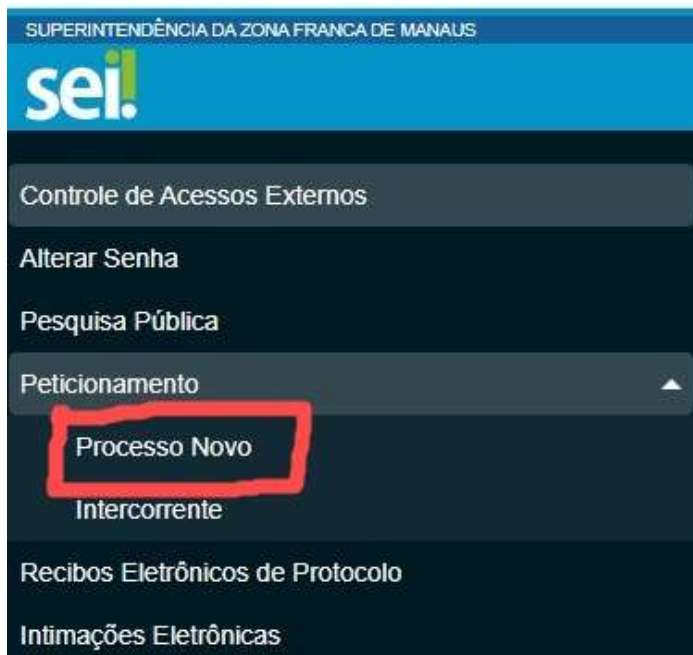 SUPERINTENDÊNCIA DA ZONA FRANCA DE MANAUS
sei!
Controle de Acessos Externos
Alterar Senha
Pesquisa Pública
Peticionamento
Processo Novo
Intercorrente
Recibos Eletrônicos de Protocolo
Intimações Eletrônicas